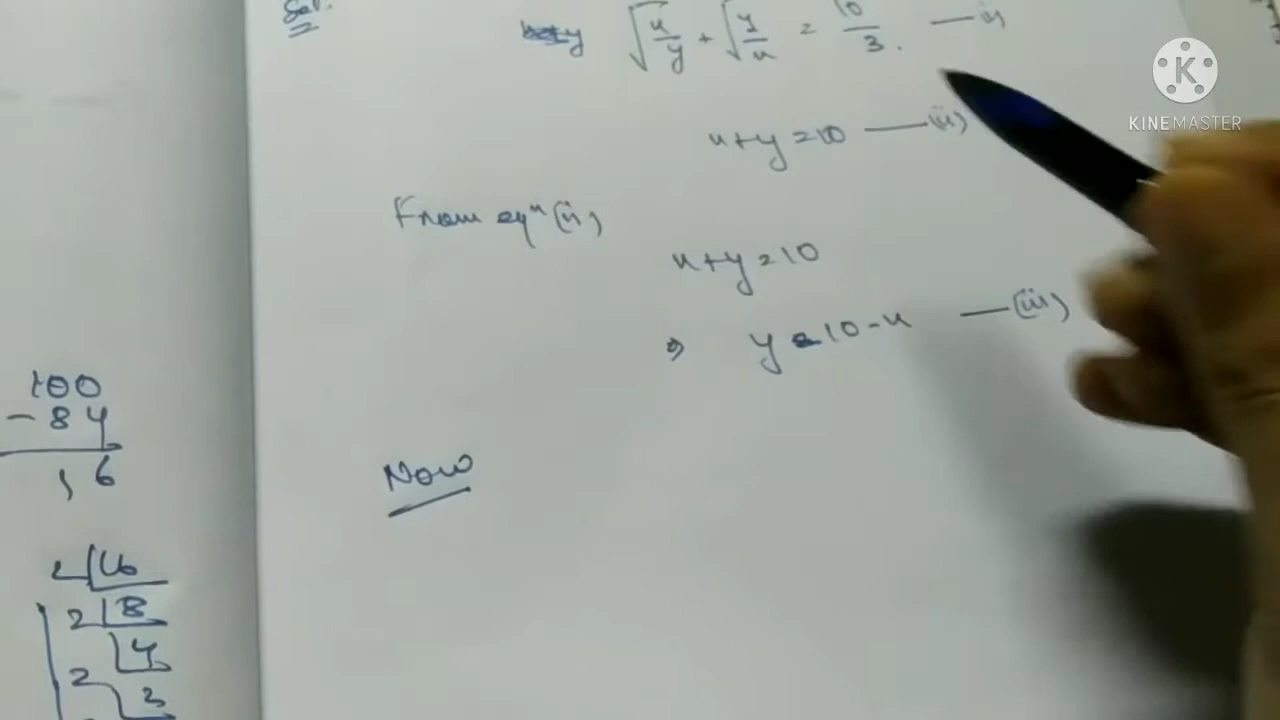 Sol.
√x/y + √y/x = 10/3. —(i)
x+y=10 —(ii)
From eqⁿ (ii),
x+y=10
⇒ y=10-x —(iii)
Now
100
-84
16
2 16
2 8
2 4
2
KINEMASTER